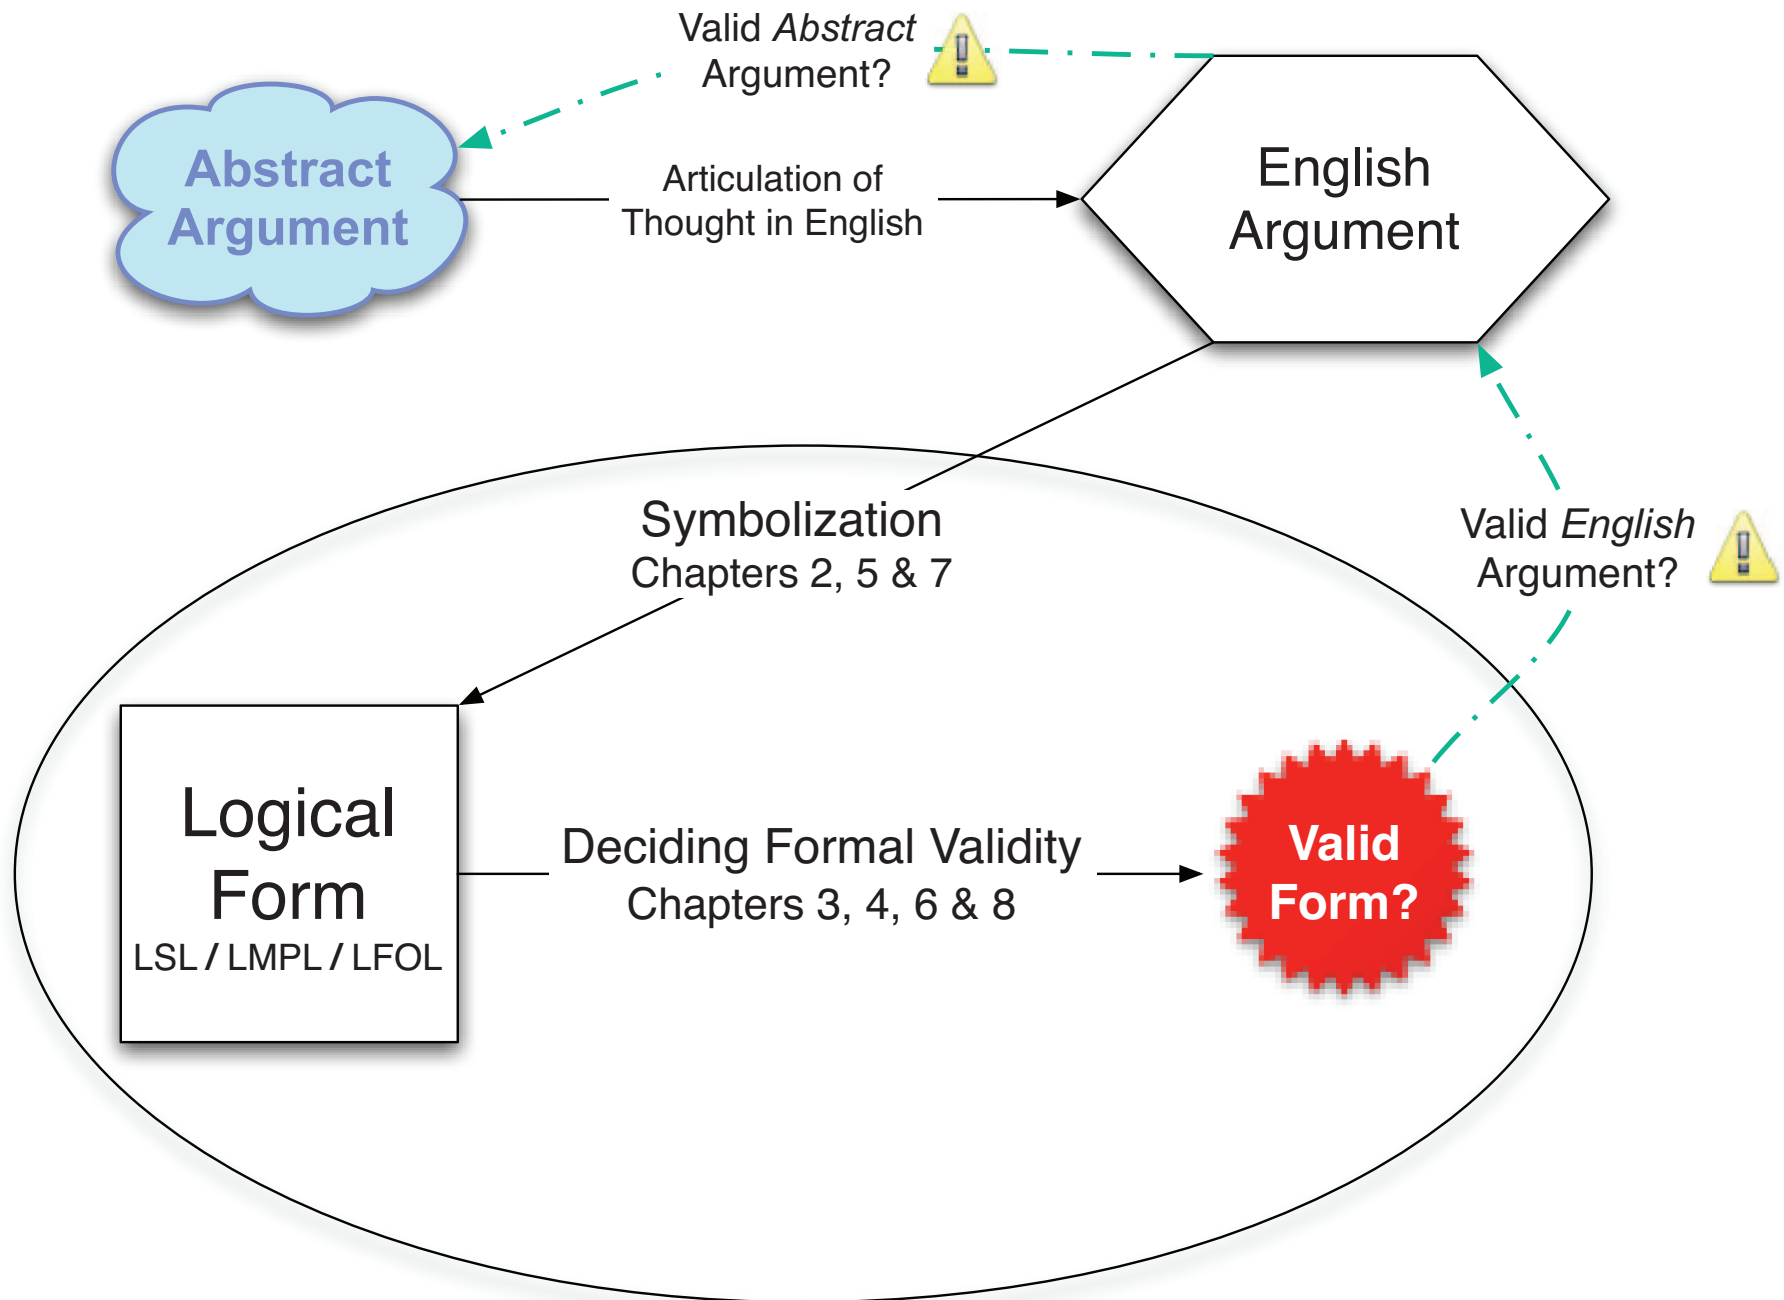 Valid Abstract
Argument?
Abstract
Argument
Articulation of
Thought in English
English
Argument
Symbolization
Chapters 2, 5 & 7
Valid English
Argument?
Logical
Form
LSL / LMPL / LFOL
Deciding Formal Validity
Chapters 3, 4, 6 & 8
Valid
Form?